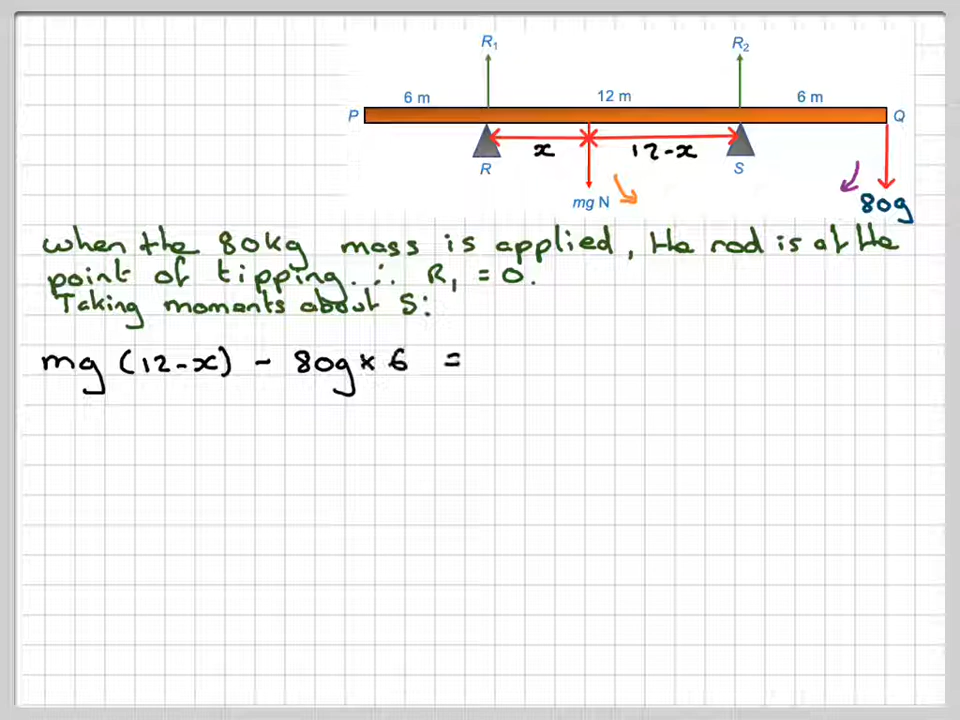 R₁ R₂
6 m 12 m 6 m
P Q
x 12-x
R S
mg N 80g
when the 80kg mass is applied, the rod is at the
point of tipping. ∴ R₁ = 0.
Taking moments about S:
mg (12-x) - 80g × 6 =